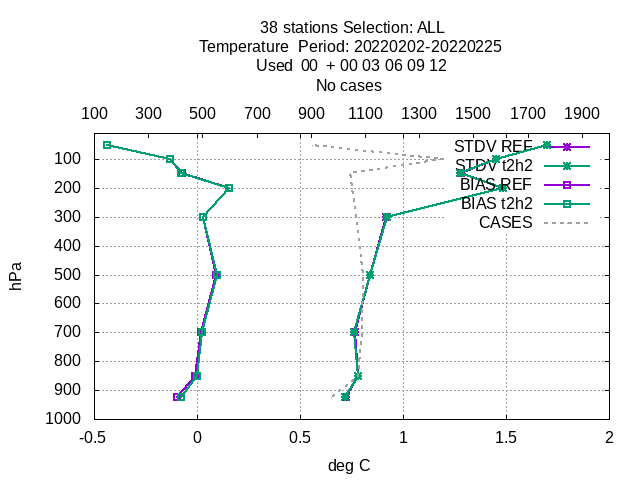 38 stations Selection: ALL
Temperature  Period: 20220202-20220225
Used  00  + 00 03 06 09 12
No cases
100 300 500 700 900 1100 1300 1500 1700 1900
STDV REF
STDV t2h2
BIAS REF
BIAS t2h2
CASES
100
200
300
400
500
600
700
800
900
1000
hPa
-0.5 0 0.5 1 1.5 2
deg C